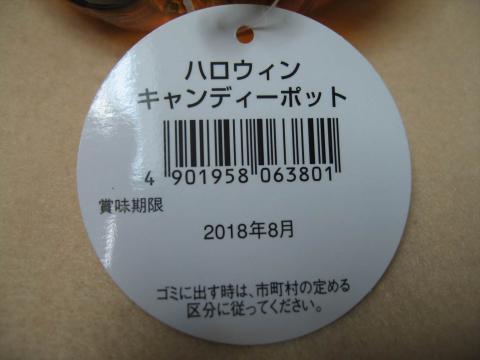 ハロウィン
キャンディーポット
4 901958 063801
賞味期限
2018年8月
ゴミに出す時は、市町村の定める
区分に従ってください。